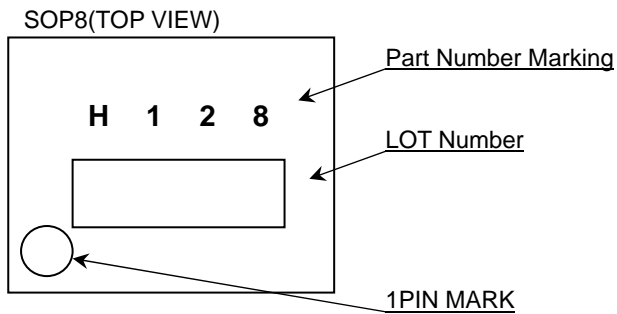 SOP8(TOP VIEW)
Part Number Marking
H 1 2 8
LOT Number
1PIN MARK